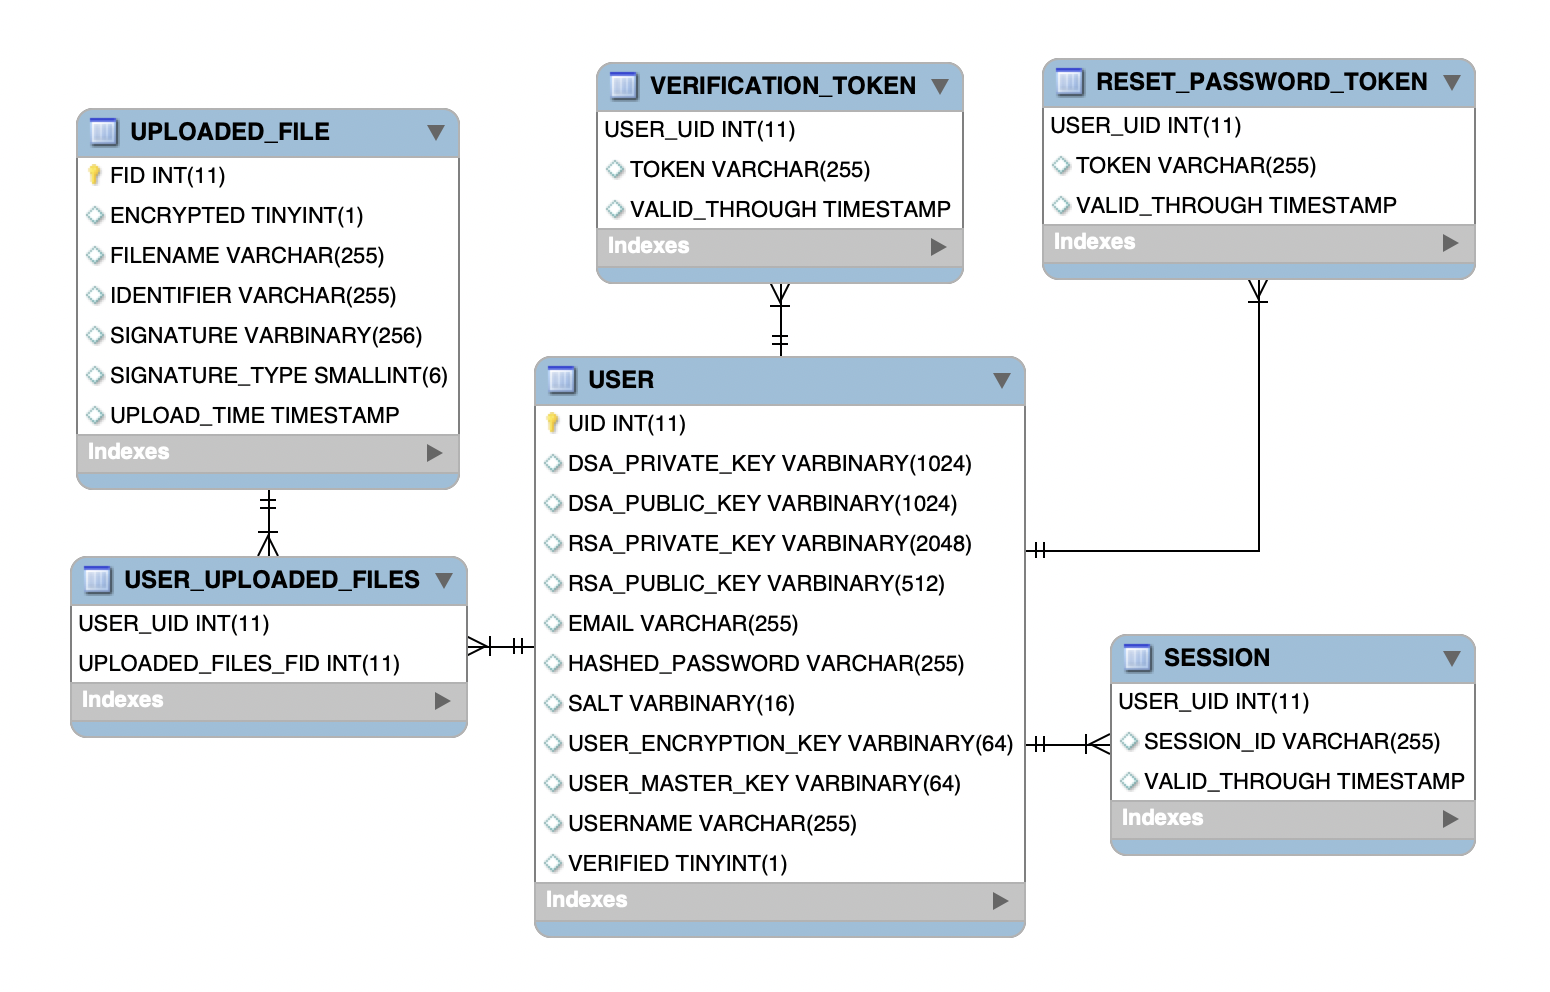 UPLOADED_FILE
FID INT(11)
ENCRYPTED TINYINT(1)
FILENAME VARCHAR(255)
IDENTIFIER VARCHAR(255)
SIGNATURE VARBINARY(256)
SIGNATURE_TYPE SMALLINT(6)
UPLOAD_TIME TIMESTAMP
Indexes
VERIFICATION_TOKEN
USER_UID INT(11)
TOKEN VARCHAR(255)
VALID_THROUGH TIMESTAMP
Indexes
RESET_PASSWORD_TOKEN
USER_UID INT(11)
TOKEN VARCHAR(255)
VALID_THROUGH TIMESTAMP
Indexes
USER_UPLOADED_FILES
USER_UID INT(11)
UPLOADED_FILES_FID INT(11)
Indexes
USER
UID INT(11)
DSA_PRIVATE_KEY VARBINARY(1024)
DSA_PUBLIC_KEY VARBINARY(1024)
RSA_PRIVATE_KEY VARBINARY(2048)
RSA_PUBLIC_KEY VARBINARY(512)
EMAIL VARCHAR(255)
HASHED_PASSWORD VARCHAR(255)
SALT VARBINARY(16)
USER_ENCRYPTION_KEY VARBINARY(64)
USER_MASTER_KEY VARBINARY(64)
USERNAME VARCHAR(255)
VERIFIED TINYINT(1)
Indexes
SESSION
USER_UID INT(11)
SESSION_ID VARCHAR(255)
VALID_THROUGH TIMESTAMP
Indexes